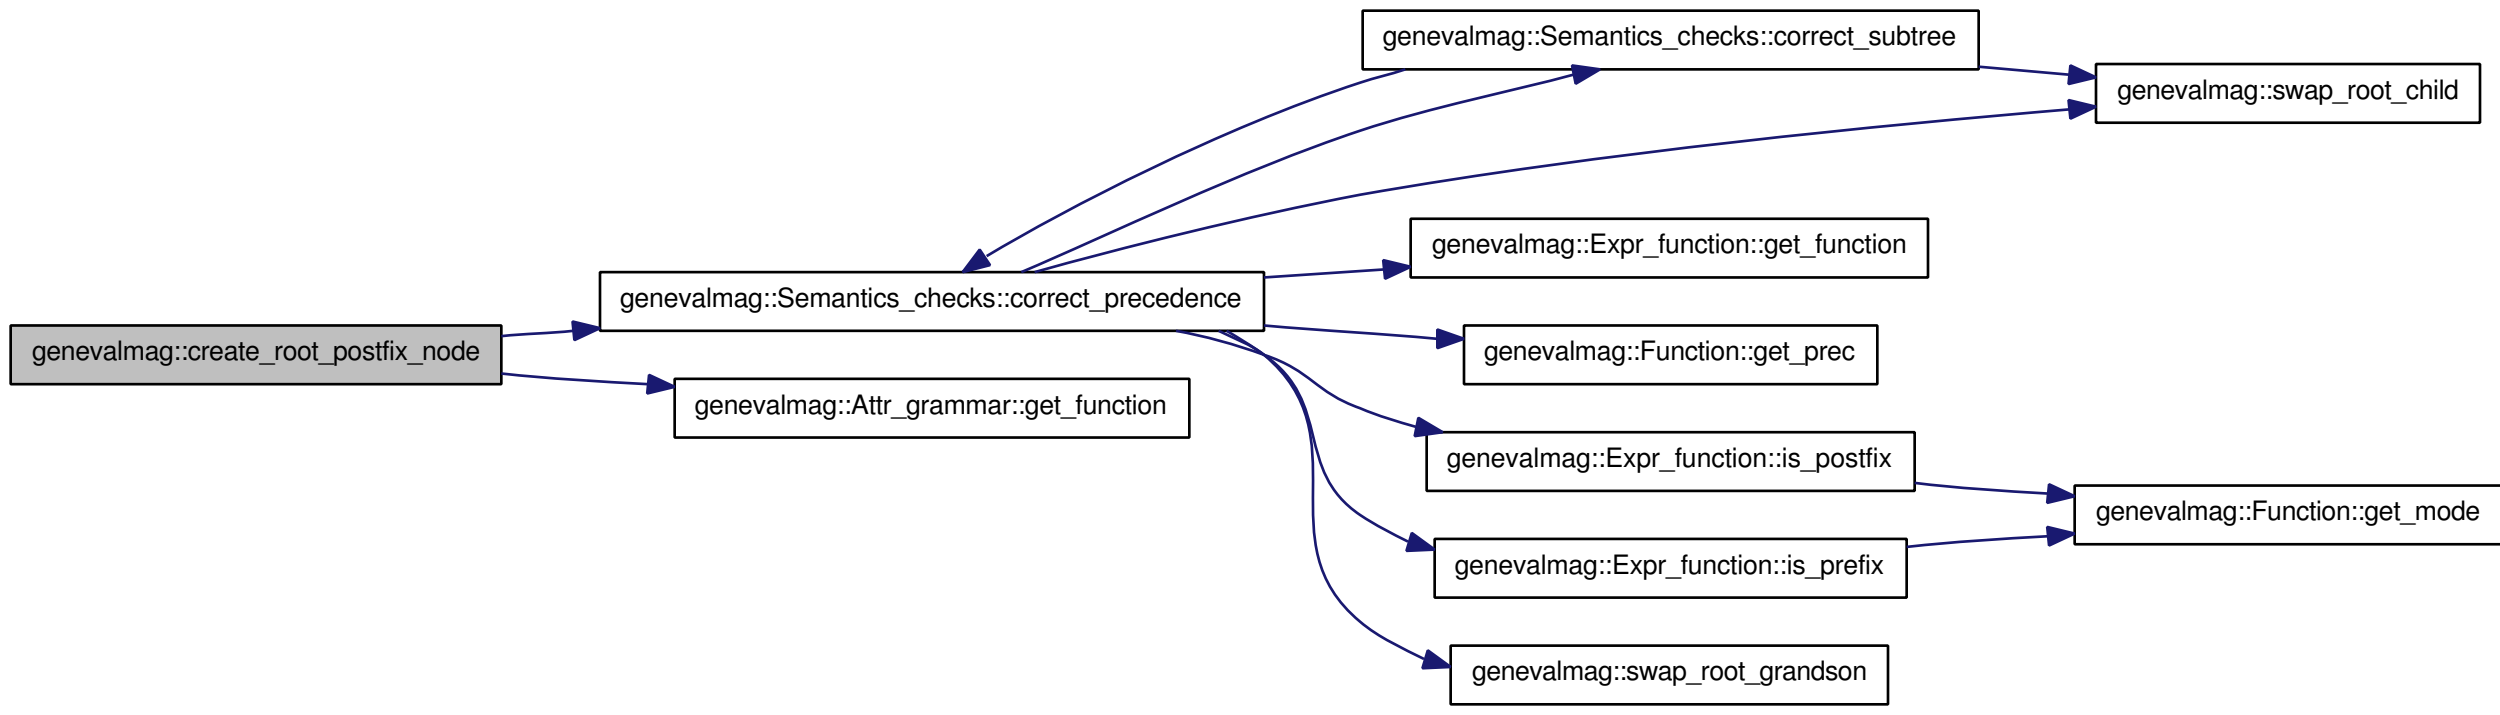 genevalmag::create_root_postfix_node
genevalmag::Semantics_checks::correct_precedence
genevalmag::Attr_grammar::get_function
genevalmag::Semantics_checks::correct_subtree
genevalmag::Expr_function::get_function
genevalmag::Function::get_prec
genevalmag::Expr_function::is_postfix
genevalmag::Expr_function::is_prefix
genevalmag::swap_root_grandson
genevalmag::swap_root_child
genevalmag::Function::get_mode